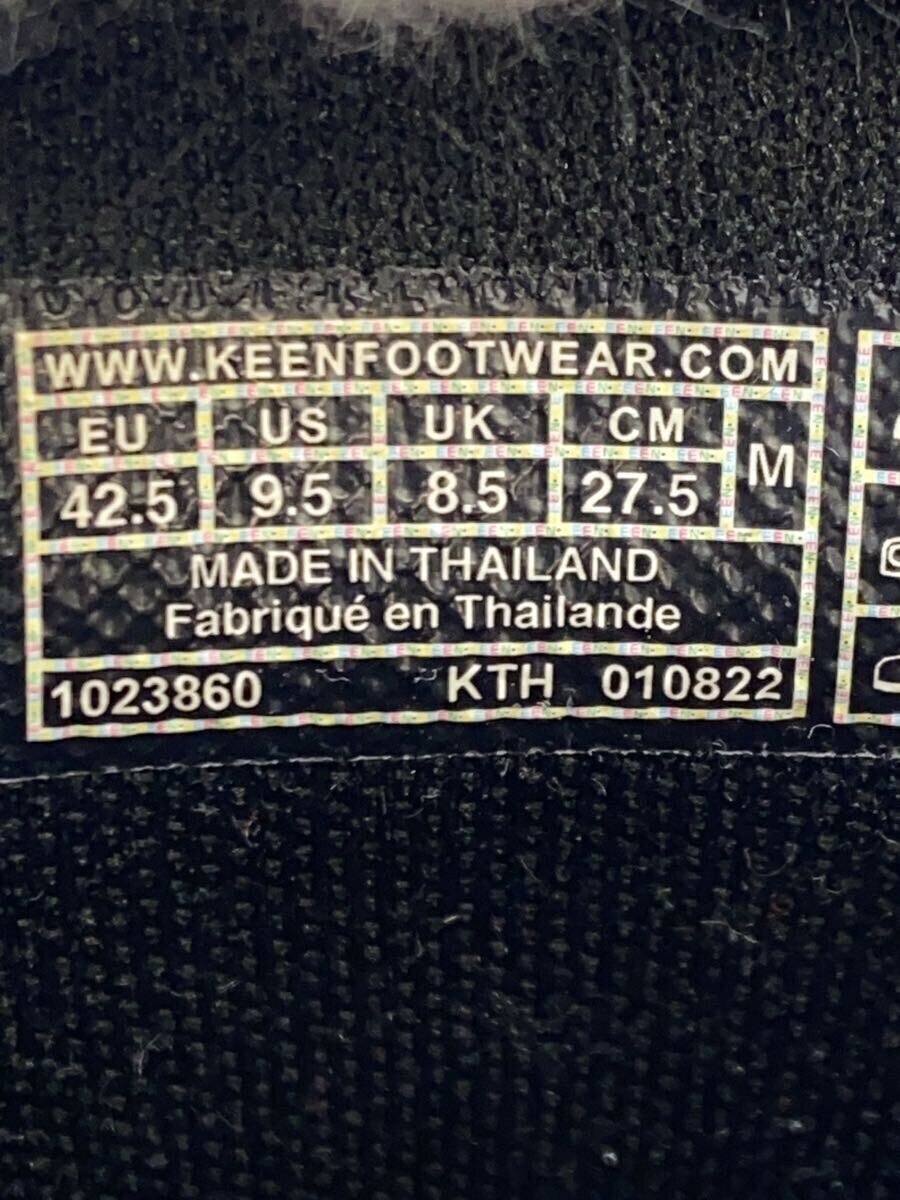 WWW.KEENFOOTWEAR.COM
EU US UK CM M
42.5 9.5 8.5 27.5
MADE IN THAILAND
Fabriqué en Thailande
1023860 KTH 010822